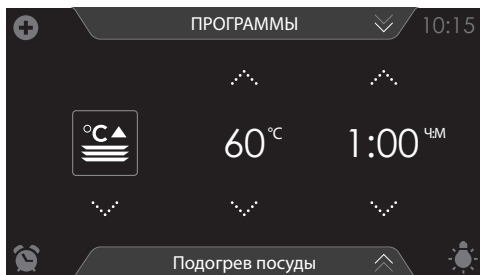 ПРОГРАММЫ
10:15
°C
60 °C
1:00 Ч:М
Подогрев посуды